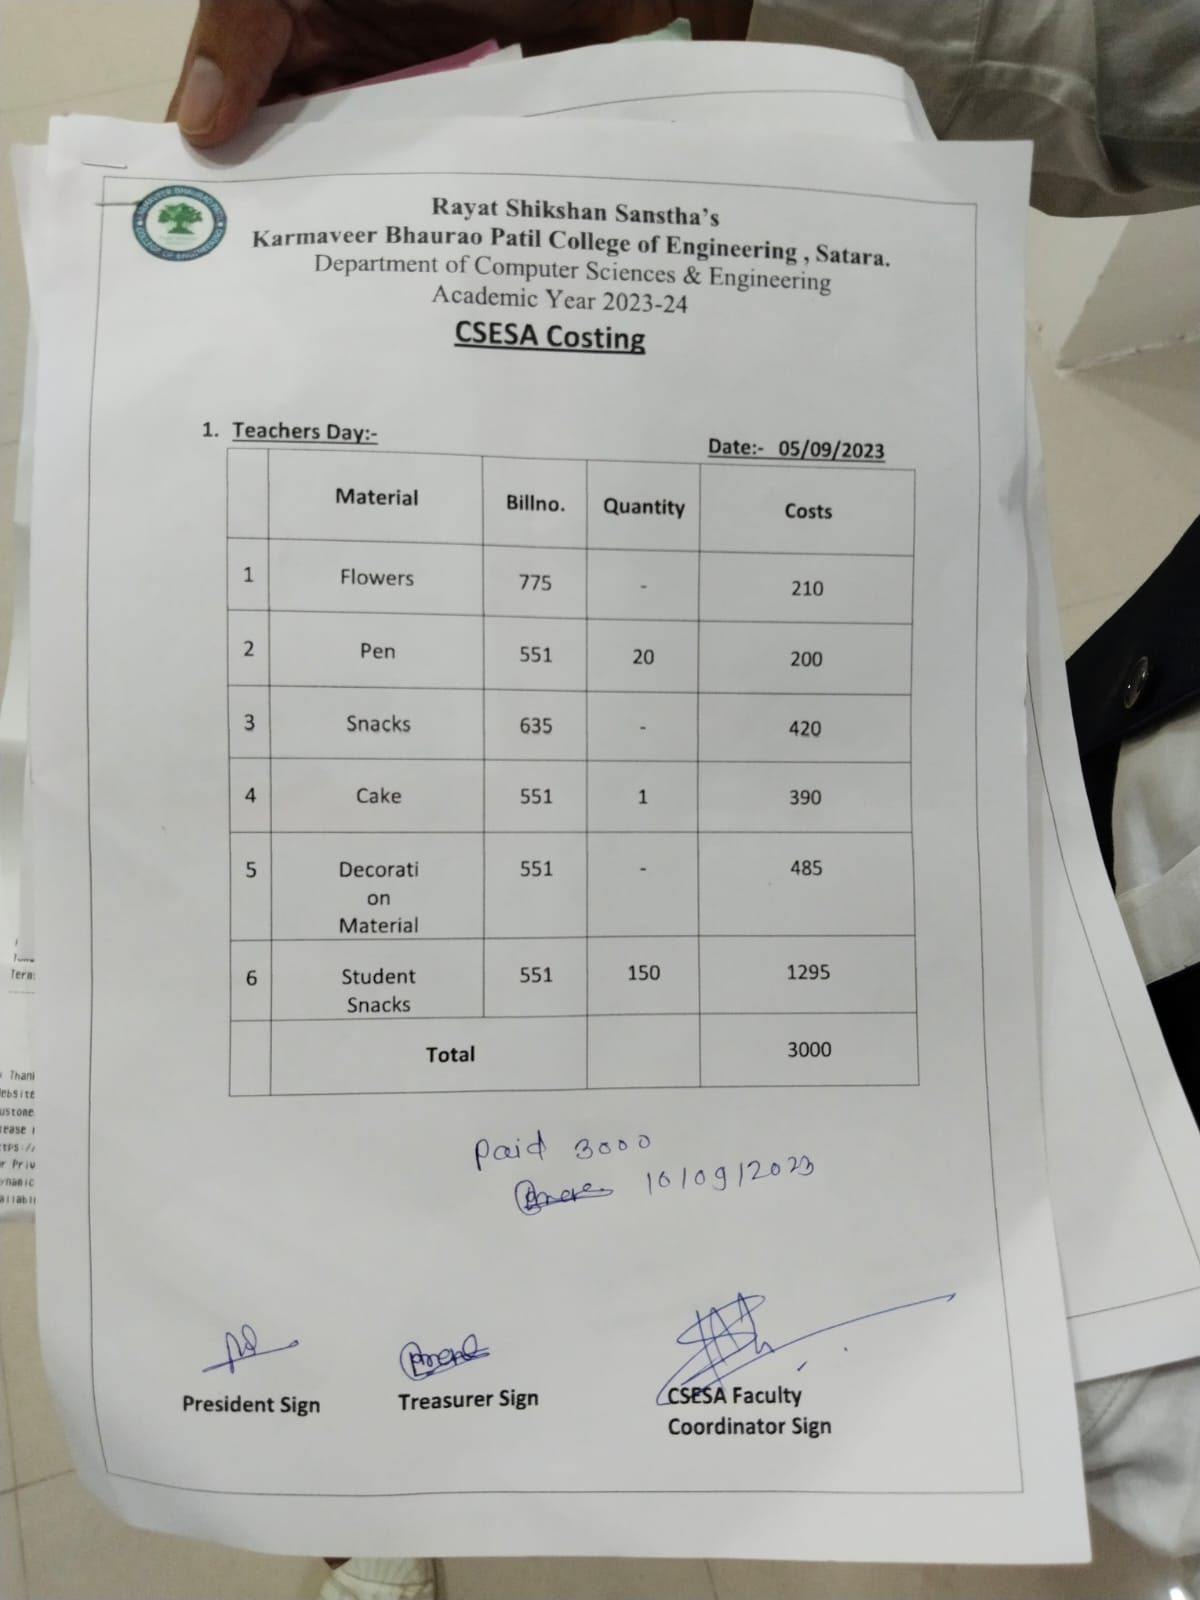 Rayat Shikshan Sanstha's
Karmaveer Bhaurao Patil College of Engineering , Satara.
Department of Computer Sciences & Engineering
Academic Year 2023-24
CSESA Costing
1. Teachers Day:-
Date:- 05/09/2023
Material Billno. Quantity Costs
1 Flowers 775 - 210
2 Pen 551 20 200
3 Snacks 635 - 420
4 Cake 551 1 390
5 Decorati 551 - 485
on
Material
6 Student 551 150 1295
Snacks
Total 3000
Paid 3000
10/09/2023
President Sign Treasurer Sign CSESA Faculty
Coordinator Sign